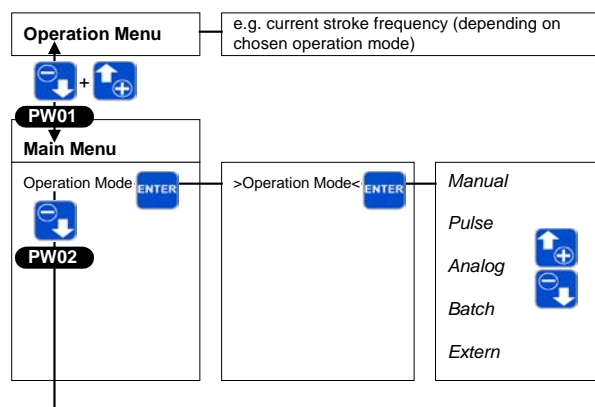 Operation Menu
e.g. current stroke frequency (depending on
chosen operation mode)
+
PW01
Main Menu
Operation Mode ENTER
>Operation Mode< ENTER
Manual
Pulse
Analog
Batch
Extern
PW02